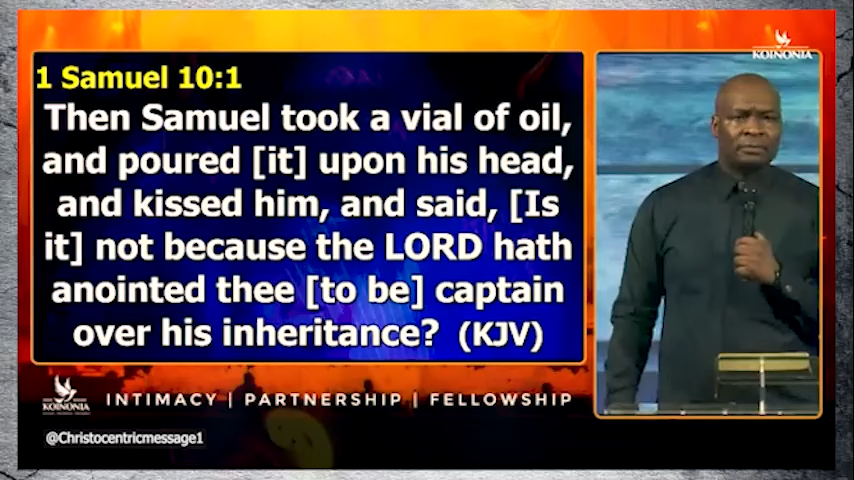 KOINONIA
1 Samuel 10:1
Then Samuel took a vial of oil,
and poured [it] upon his head,
and kissed him, and said, [Is
it] not because the LORD hath
anointed thee [to be] captain
over his inheritance? (KJV)
KOINONIA
INTIMACY | PARTNERSHIP | FELLOWSHIP
@Christocentricmessage1